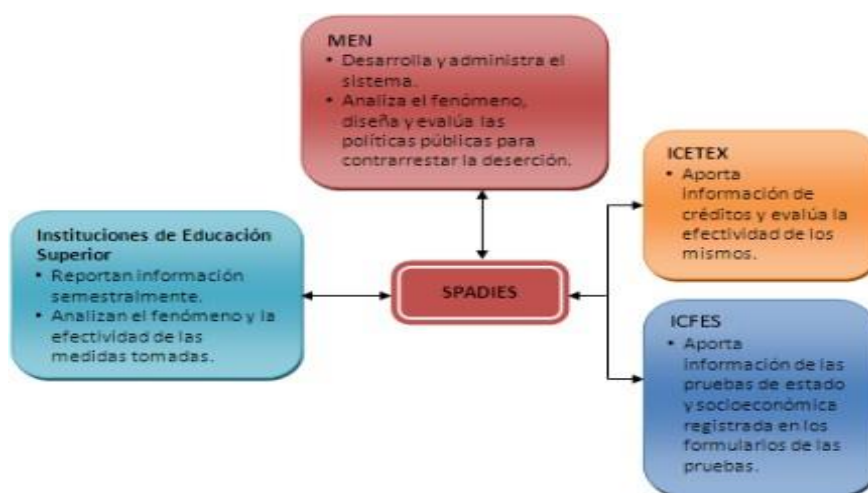 MEN
• Desarrolla y administra el
sistema.
• Analiza el fenómeno,
diseña y evalúa las
políticas públicas para
contrarrestar la deserción.
ICETEX
• Aporta
información de
créditos y evalúa la
efectividad de los
mismos.
Instituciones de Educación
Superior
• Reportan información
semestralmente.
• Analizan el fenómeno y la
efectividad de las
medidas tomadas.
SPADIES
ICFES
• Aporta
información de las
pruebas de estado
y socioeconómica
registrada en los
formularios de las
pruebas.